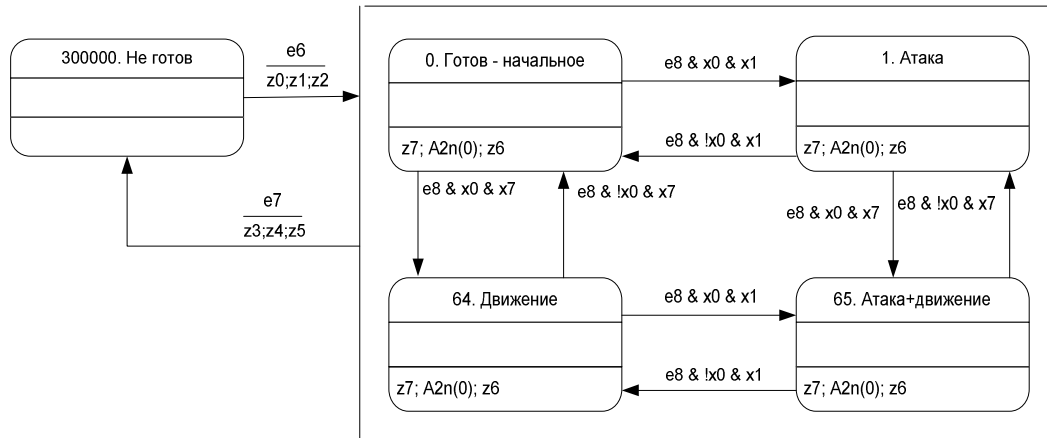 300000. Не готов
e6
z0;z1;z2
e7
z3;z4;z5
0. Готов - начальное
z7; A2n(0); z6
e8 & x0 & x1
e8 & !x0 & x1
1. Атака
z7; A2n(0); z6
e8 & x0 & x7
e8 & !x0 & x7
e8 & x0 & x7
e8 & !x0 & x7
64. Движение
z7; A2n(0); z6
e8 & x0 & x1
e8 & !x0 & x1
65. Атака+движение
z7; A2n(0); z6